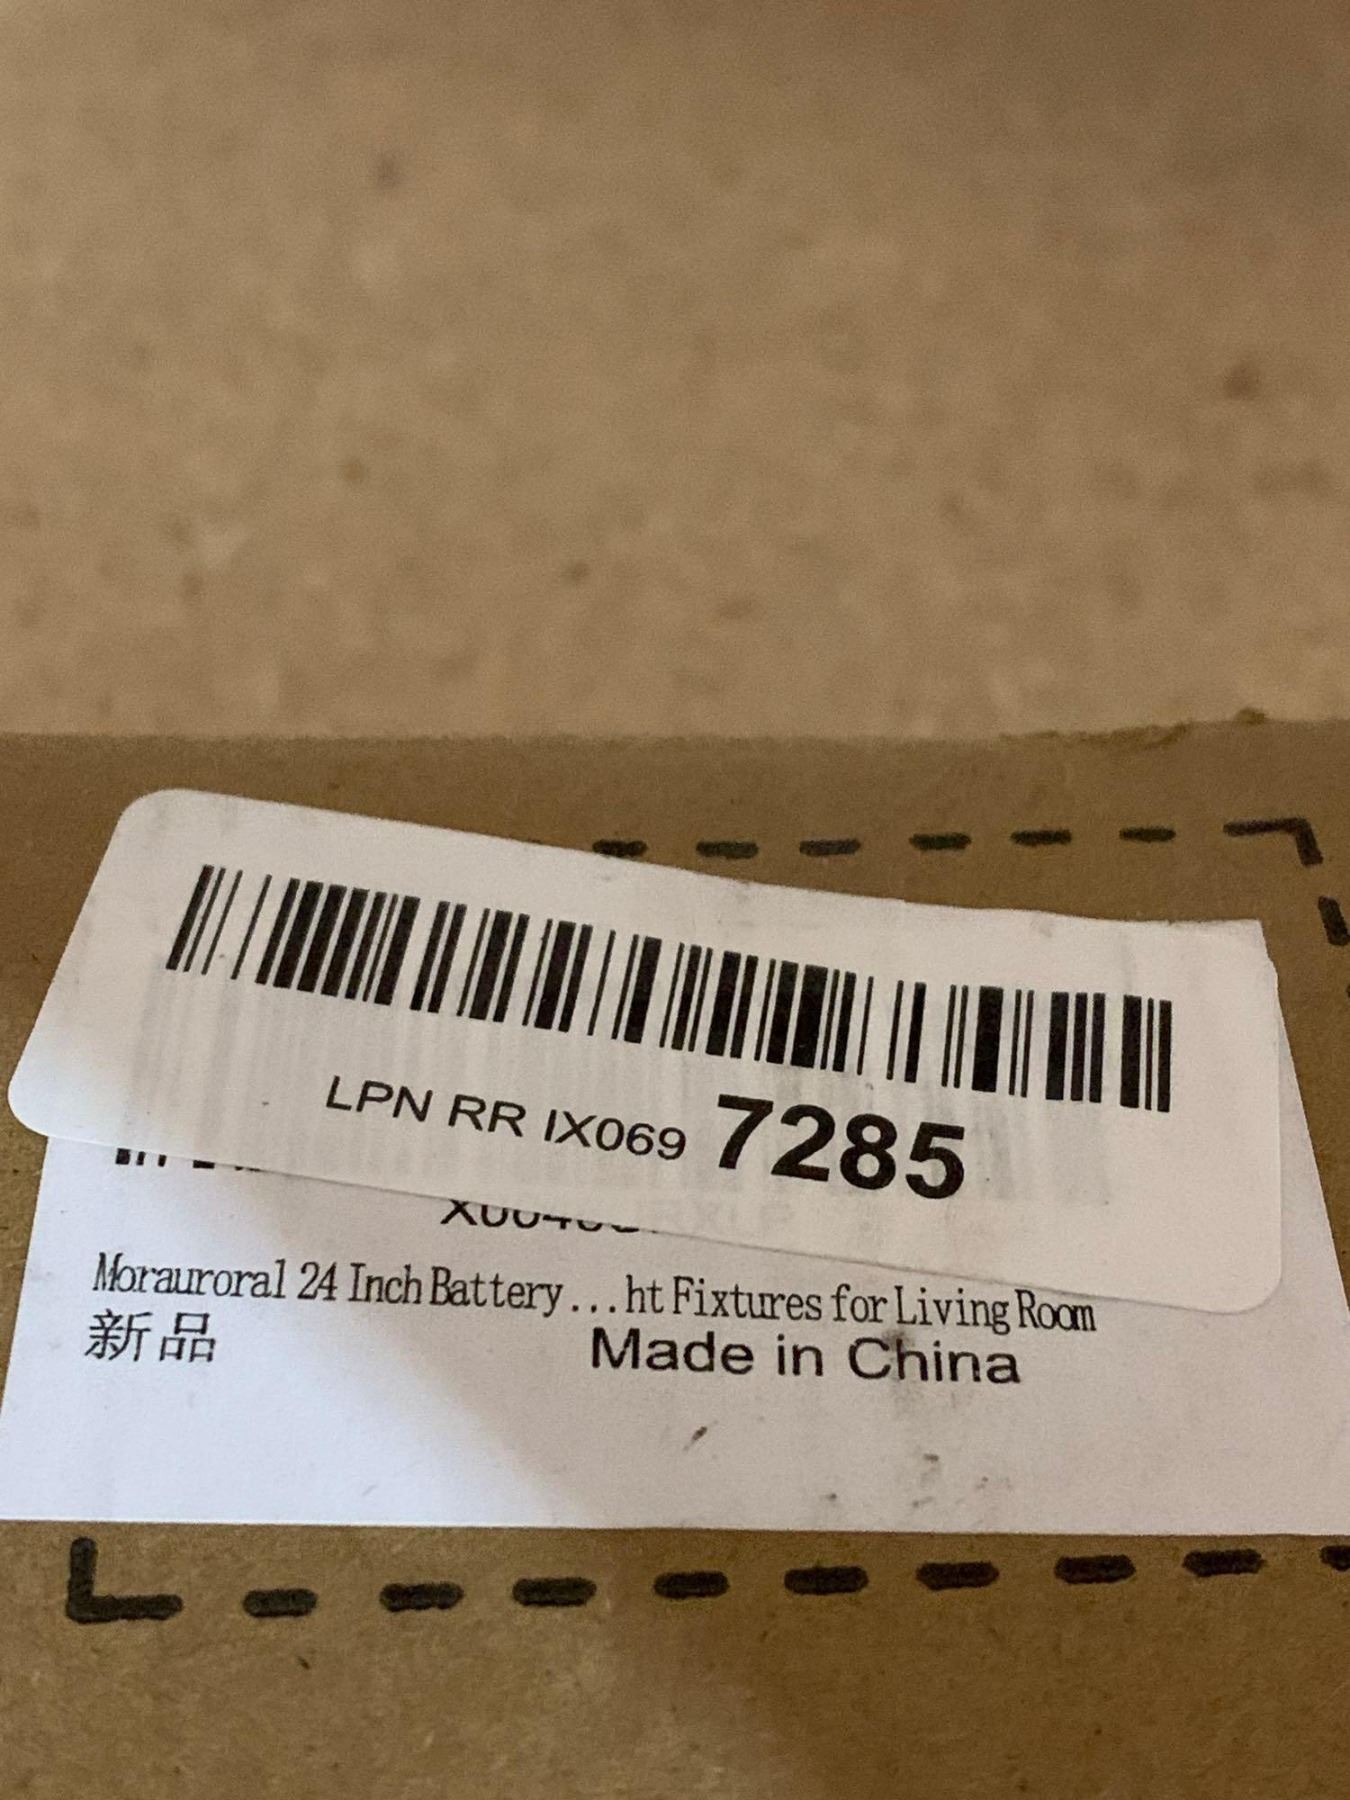 LPN RR IX069 7285
Morauroral 24 Inch Battery...ht Fixtures for Living Room
新品
Made in China